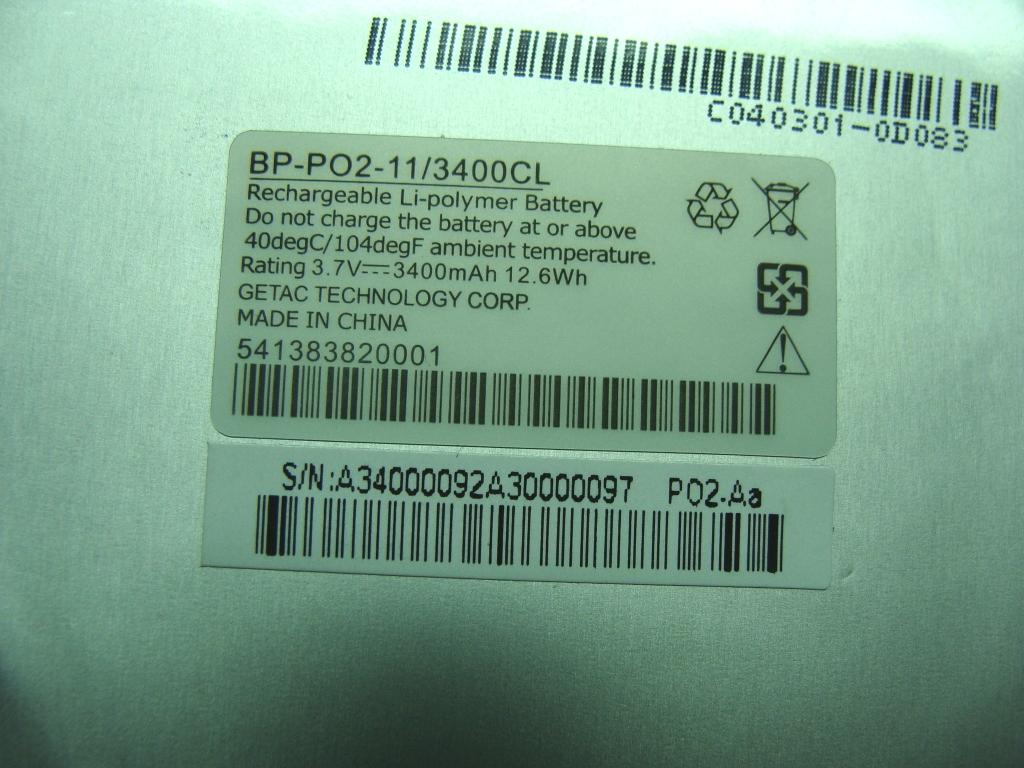 C040301-0D083
BP-PO2-11/3400CL
Rechargeable Li-polymer Battery
Do not charge the battery at or above
40degC/104degF ambient temperature.
Rating 3.7V⎓3400mAh 12.6Wh
GETAC TECHNOLOGY CORP.
MADE IN CHINA
541383820001
S/N:A34000092A30000097 PO2-Aa